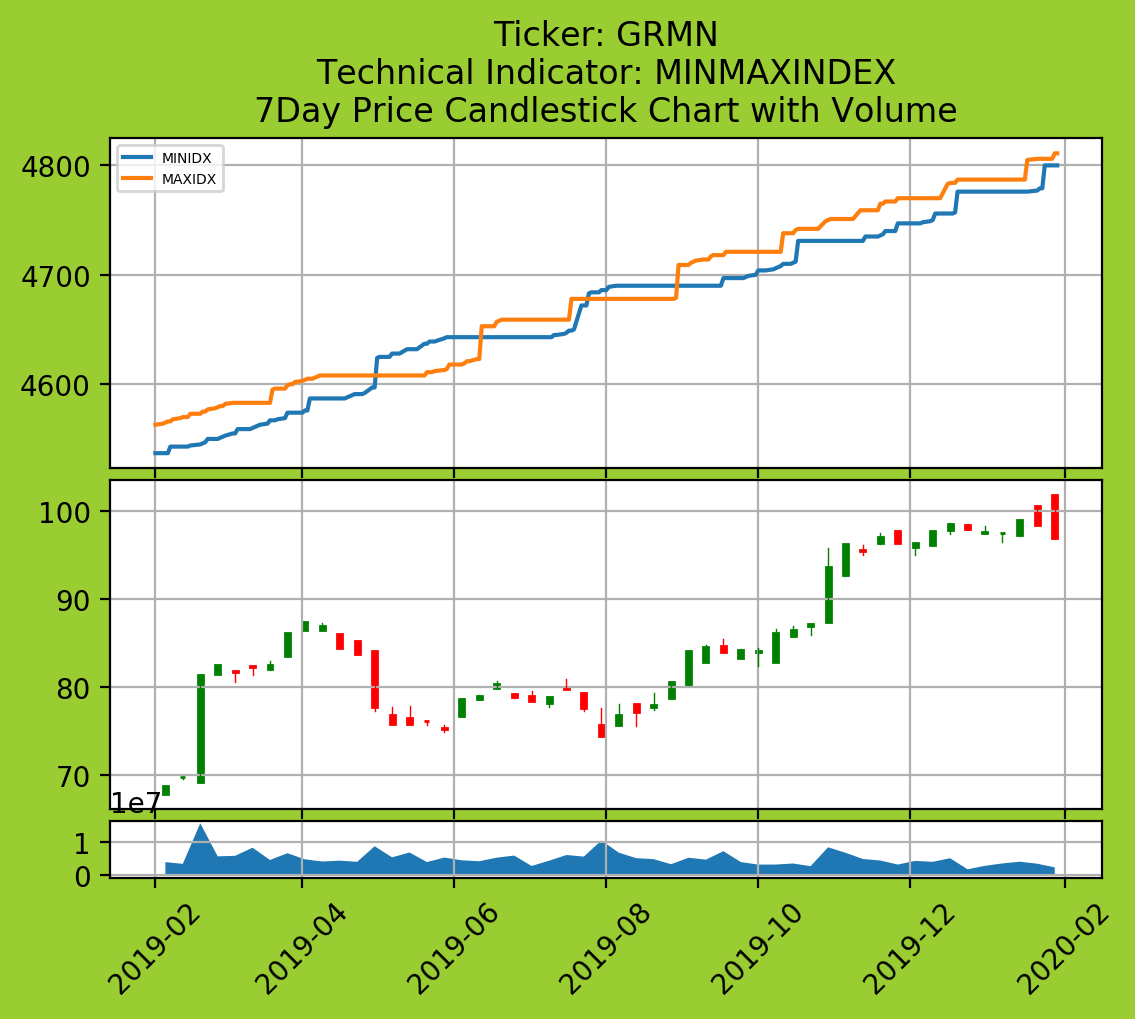 Ticker: GRMN
Technical Indicator: MINMAXINDEX
7Day Price Candlestick Chart with Volume
MINIDX
MAXIDX
4800
4700
4600
100
90
80
70
1e7
1
0
2019-02
2019-04
2019-06
2019-08
2019-10
2019-12
2020-02